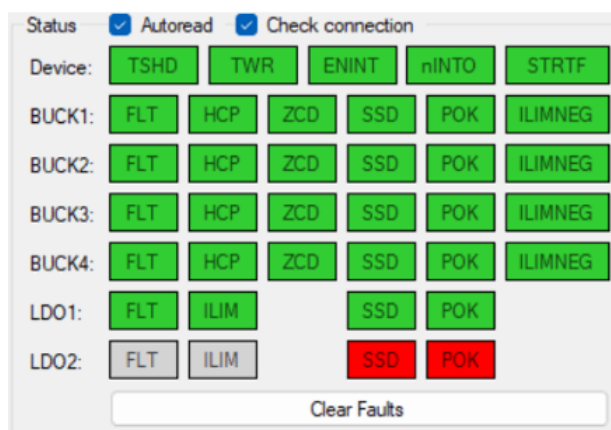 Status Autoread Check connection
Device: TSHD TWR ENINT nINTO STRTF
BUCK1: FLT HCP ZCD SSD POK ILIMNEG
BUCK2: FLT HCP ZCD SSD POK ILIMNEG
BUCK3: FLT HCP ZCD SSD POK ILIMNEG
BUCK4: FLT HCP ZCD SSD POK ILIMNEG
LDO1: FLT ILIM SSD POK
LDO2: FLT ILIM SSD POK
Clear Faults